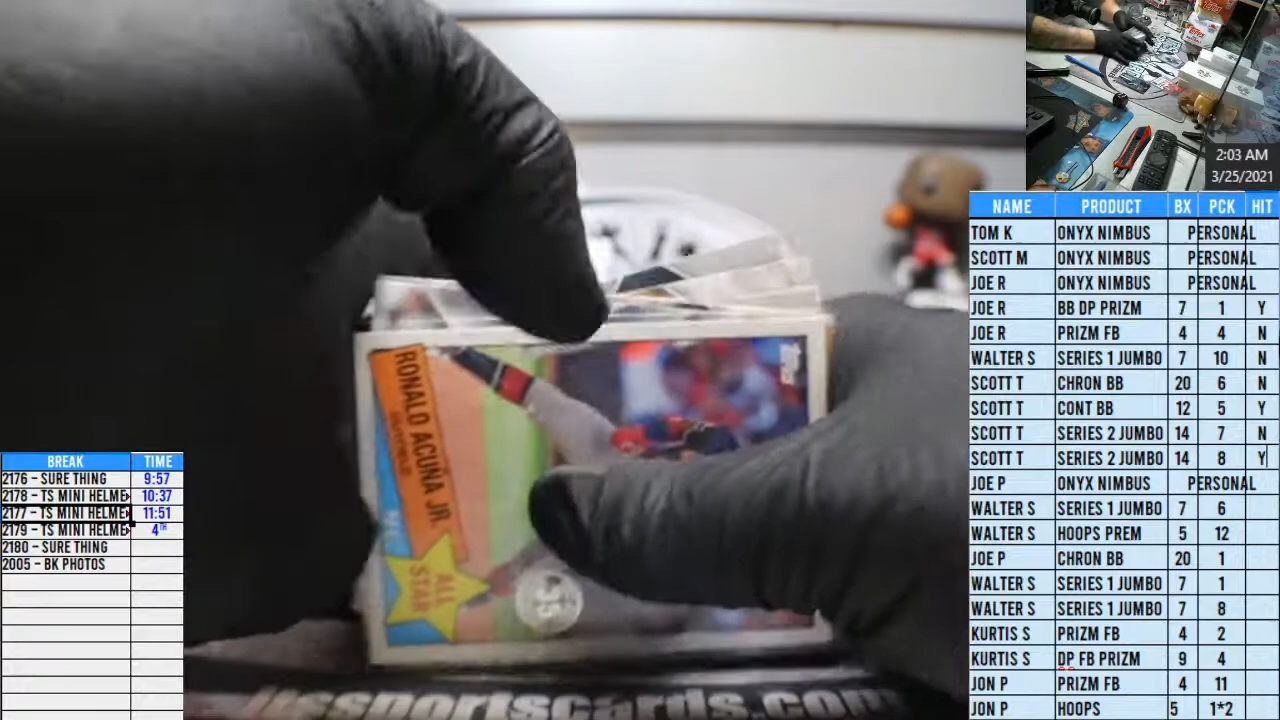 2:03 AM
3/25/2021
NAME PRODUCT BX PCK HIT
TOM K ONYX NIMBUS PERSONAL
SCOTT M ONYX NIMBUS PERSONAL
JOE R ONYX NIMBUS PERSONAL
JOE R BB DP PRIZM 7 1 Y
JOE R PRIZM FB 4 4 N
WALTER S SERIES 1 JUMBO 7 10 N
SCOTT T CHRON BB 20 6 N
SCOTT T CONT BB 12 5 Y
SCOTT T SERIES 2 JUMBO 14 7 N
SCOTT T SERIES 2 JUMBO 14 8 Y
JOE P ONYX NIMBUS PERSONAL
WALTER S SERIES 1 JUMBO 7 6
WALTER S HOOPS PREM 5 12
JOE P CHRON BB 20 1
WALTER S SERIES 1 JUMBO 7 1
WALTER S SERIES 1 JUMBO 7 8
KURTIS S PRIZM FB 4 2
KURTIS S DP FB PRIZM 9 4
JON P PRIZM FB 4 11
JON P HOOPS 5 1*2
BREAK TIME
2176 – SURE THING 9:57
2178 – TS MINI HELME 10:37
2177 – TS MINI HELME 11:51
2179 – TS MINI HELME 4TH
2180 – SURE THING
2005 – BK PHOTOS
RONALD ACUNA JR.
OUTFIELD
ALL
STAR
35
topps
sportscards.com